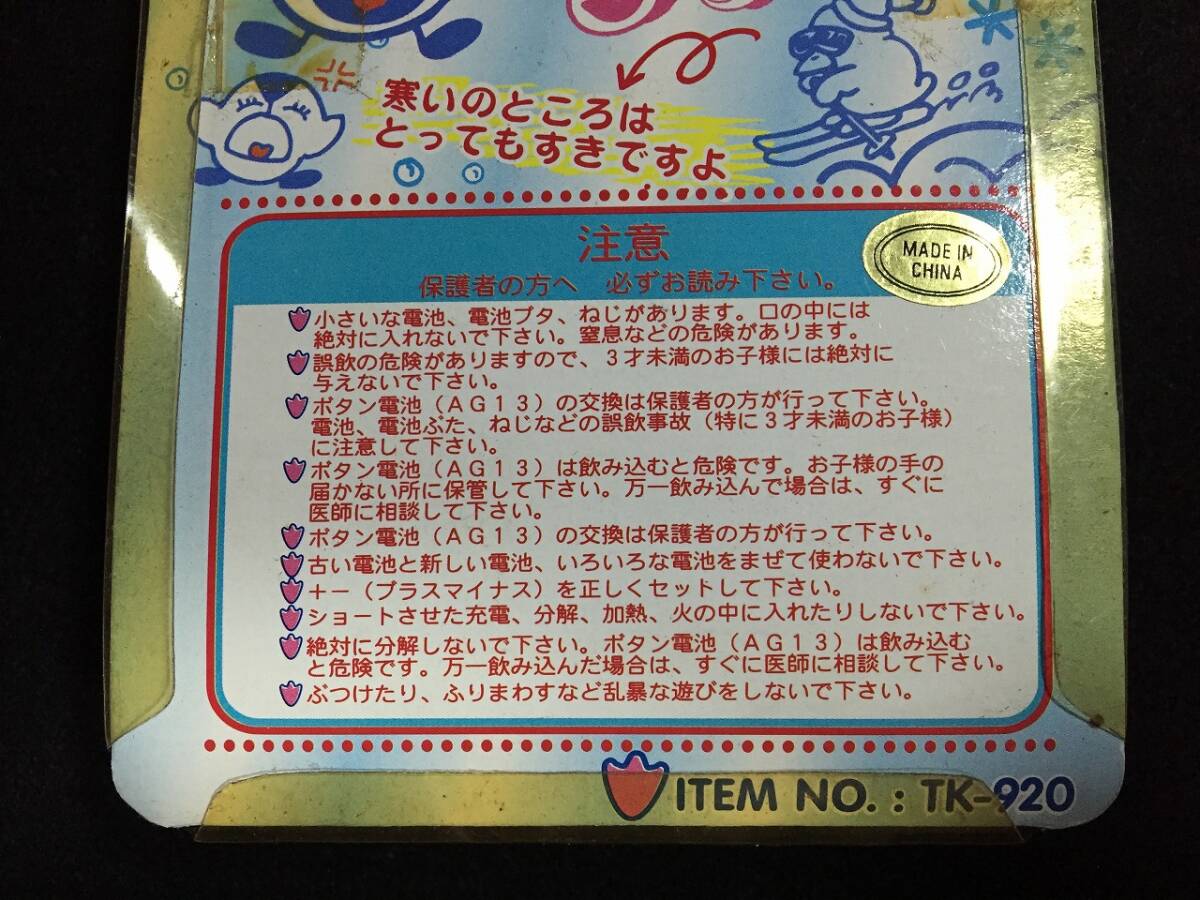 寒いのところは
とってもすきですよ
注意
保護者の方へ 必ずお読み下さい。
MADE IN
CHINA
小さいな電池、電池プタ、ねじがあります。口の中には
絶対に入れないで下さい。窒息などの危険があります。
誤飲の危険がありますので、3才未満のお子様には絶対に
与えないで下さい。
ボタン電池(AG13)の交換は保護者の方が行って下さい。
電池、電池ぶた、ねじなどの誤飲事故(特に3才未満のお子様)
に注意して下さい。
ボタン電池(AG13)は飲み込むと危険です。お子様の手の
届かない所に保管して下さい。万一飲み込んで場合は、すぐに
医師に相談して下さい。
ボタン電池(AG13)の交換は保護者の方が行って下さい。
古い電池と新しい電池、いろいろな電池をまぜて使わないで下さい。
+−(プラスマイナス)を正しくセットして下さい。
ショートさせた充電、分解、加熱、火の中に入れたりしないで下さい。
絶対に分解しないで下さい。ボタン電池(AG13)は飲み込む
と危険です。万一飲み込んだ場合は、すぐに医師に相談して下さい。
ぶつけたり、ふりまわすなど乱暴な遊びをしないで下さい。
ITEM NO. : TK-920